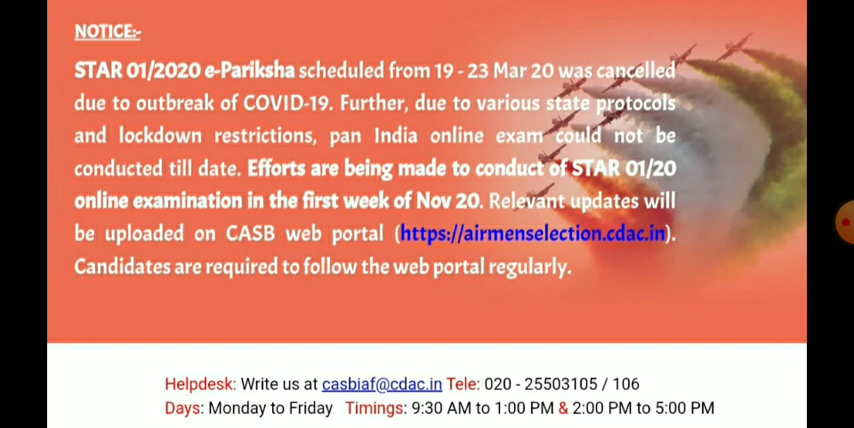 NOTICE:-
STAR 01/2020 e-Pariksha scheduled from 19 - 23 Mar 20 was cancelled
due to outbreak of COVID-19. Further, due to various state protocols
and lockdown restrictions, pan India online exam could not be
conducted till date. Efforts are being made to conduct of STAR 01/20
online examination in the first week of Nov 20. Relevant updates will
be uploaded on CASB web portal (https://airmenselection.cdac.in).
Candidates are required to follow the web portal regularly.
Helpdesk: Write us at casbiaf@cdac.in Tele: 020 - 25503105 / 106
Days: Monday to Friday Timings: 9:30 AM to 1:00 PM & 2:00 PM to 5:00 PM